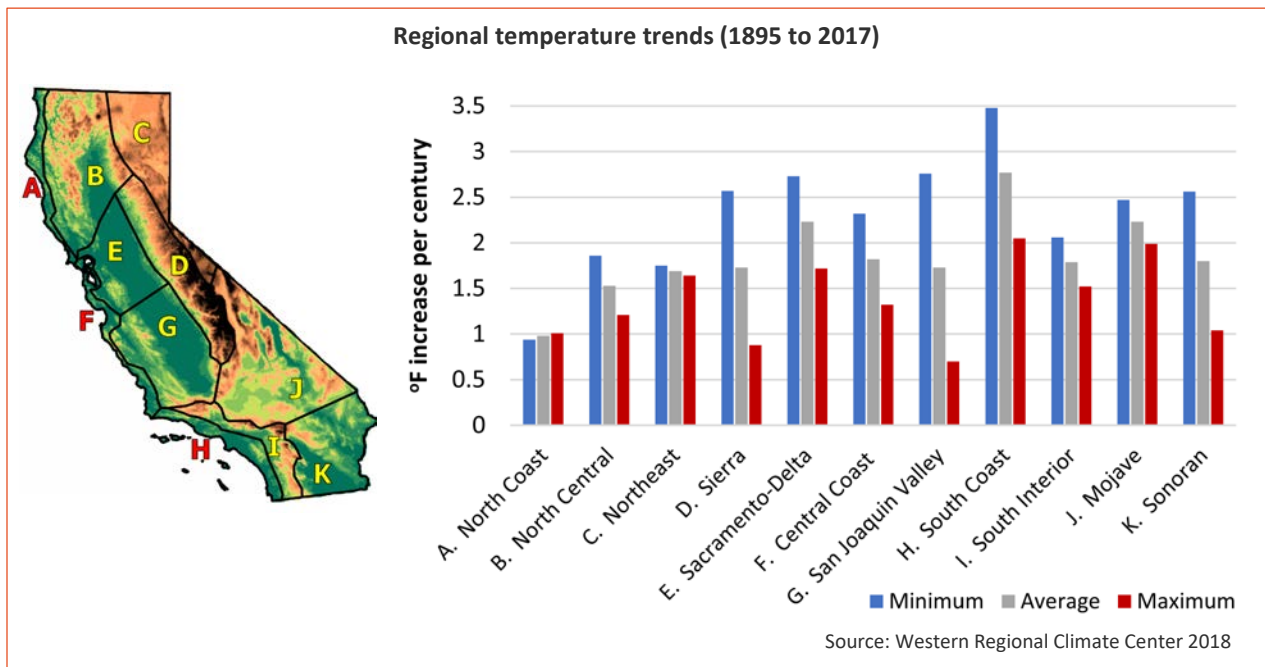 Regional temperature trends (1895 to 2017)
A
B
C
D
E
F
G
H
I
J
K
ºF increase per century
3.5
3
2.5
2
1.5
1
0.5
0
A. North Coast
B. North Central
C. Northeast
D. Sierra
E. Sacramento-Delta
F. Central Coast
G. San Joaquin Valley
H. South Coast
I. South Interior
J. Mojave
K. Sonoran
Minimum Average Maximum
Source: Western Regional Climate Center 2018